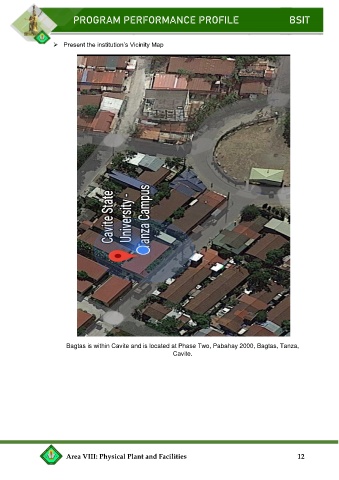 PROGRAM PERFORMANCE PROFILE BSIT
➢ Present the institution's Vicinity Map
Cavite State
University -
Tanza Campus
Bagtas is within Cavite and is located at Phase Two, Pabahay 2000, Bagtas, Tanza,
Cavite.
Area VIII: Physical Plant and Facilities 12